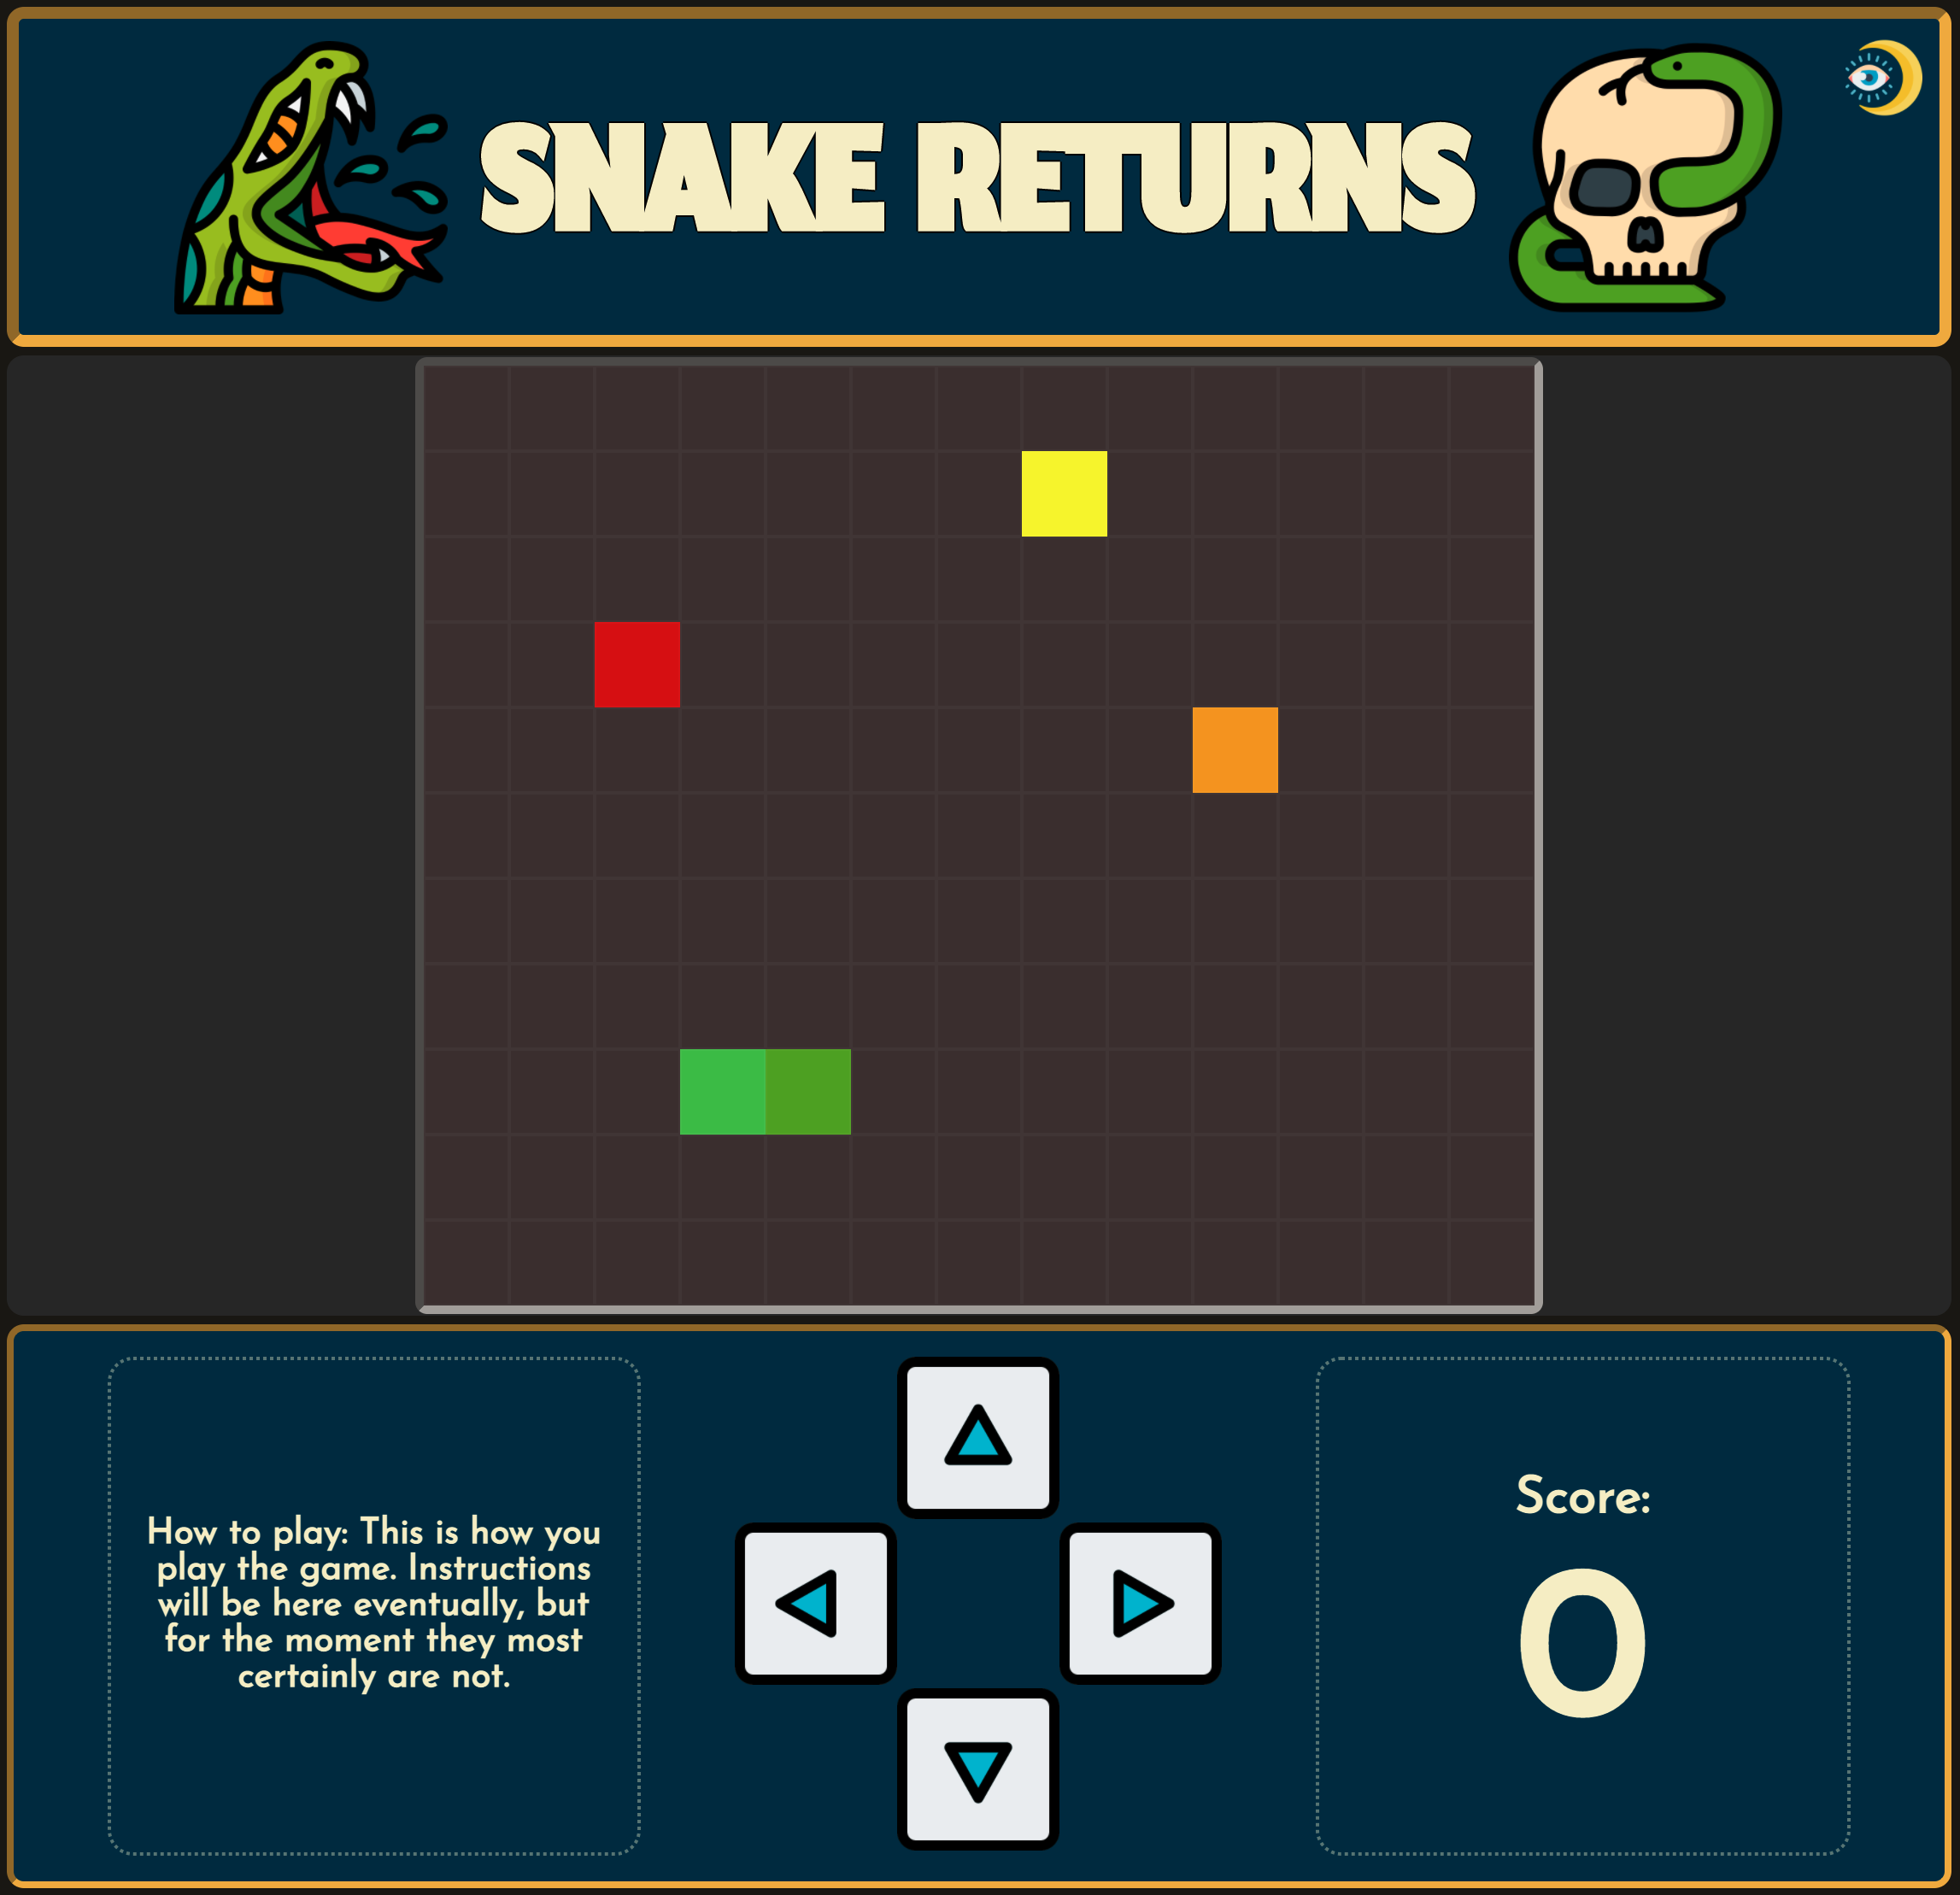 SNAKE RETURNS
How to play: This is how you
play the game. Instructions
will be here eventually, but
for the moment they most
certainly are not.
Score:
0